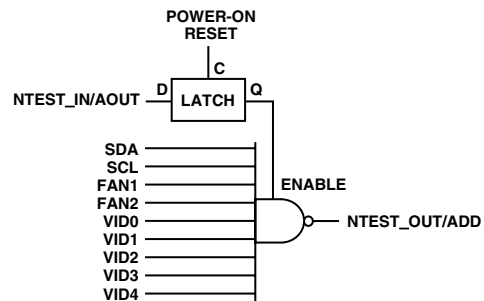 POWER-ON
RESET
C
D
Q
NTEST_IN/AOUT
LATCH
SDA
SCL
FAN1
ENABLE
FAN2
VID0
NTEST_OUT/ADD
VID1
VID2
VID3
VID4